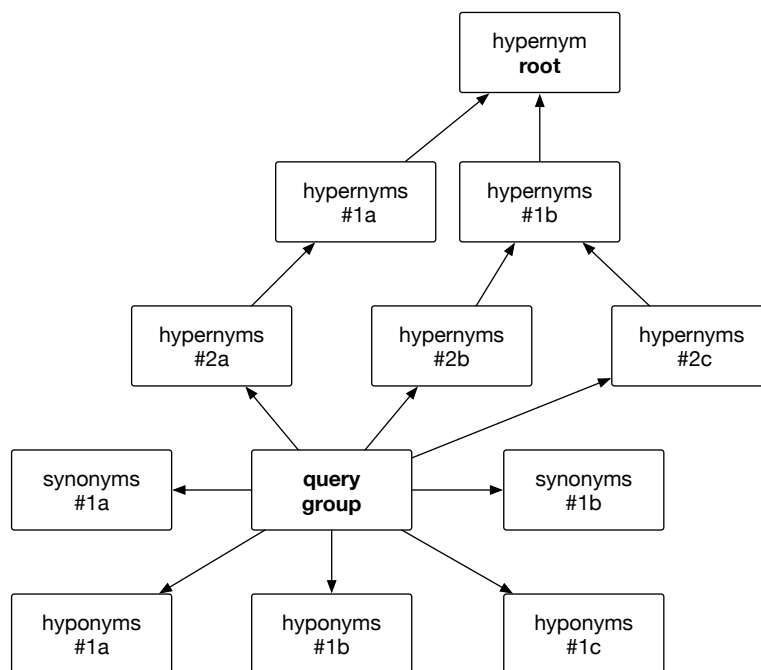 hypernym
root
hypernyms
#1a
hypernyms
#1b
hypernyms
#2a
hypernyms
#2b
hypernyms
#2c
synonyms
#1a
query
group
synonyms
#1b
hyponyms
#1a
hyponyms
#1b
hyponyms
#1c